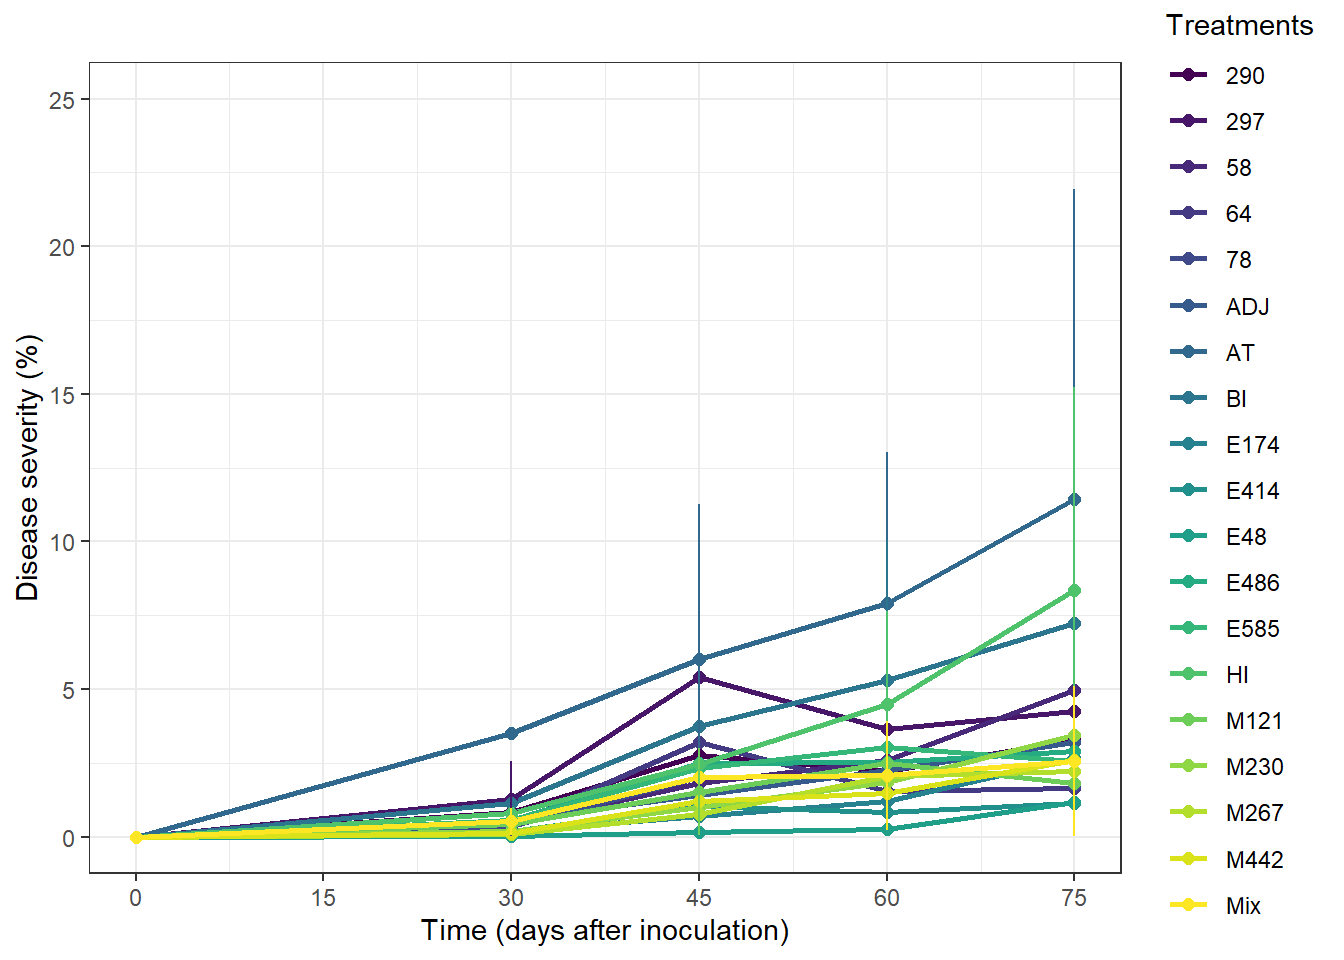 Treatments
290
297
58
64
78
ADJ
AT
BI
E174
E414
E48
E486
E585
HI
M121
M230
M267
M442
Mix
Disease severity (%)
25
20
15
10
5
0
0 15 30 45 60 75
Time (days after inoculation)